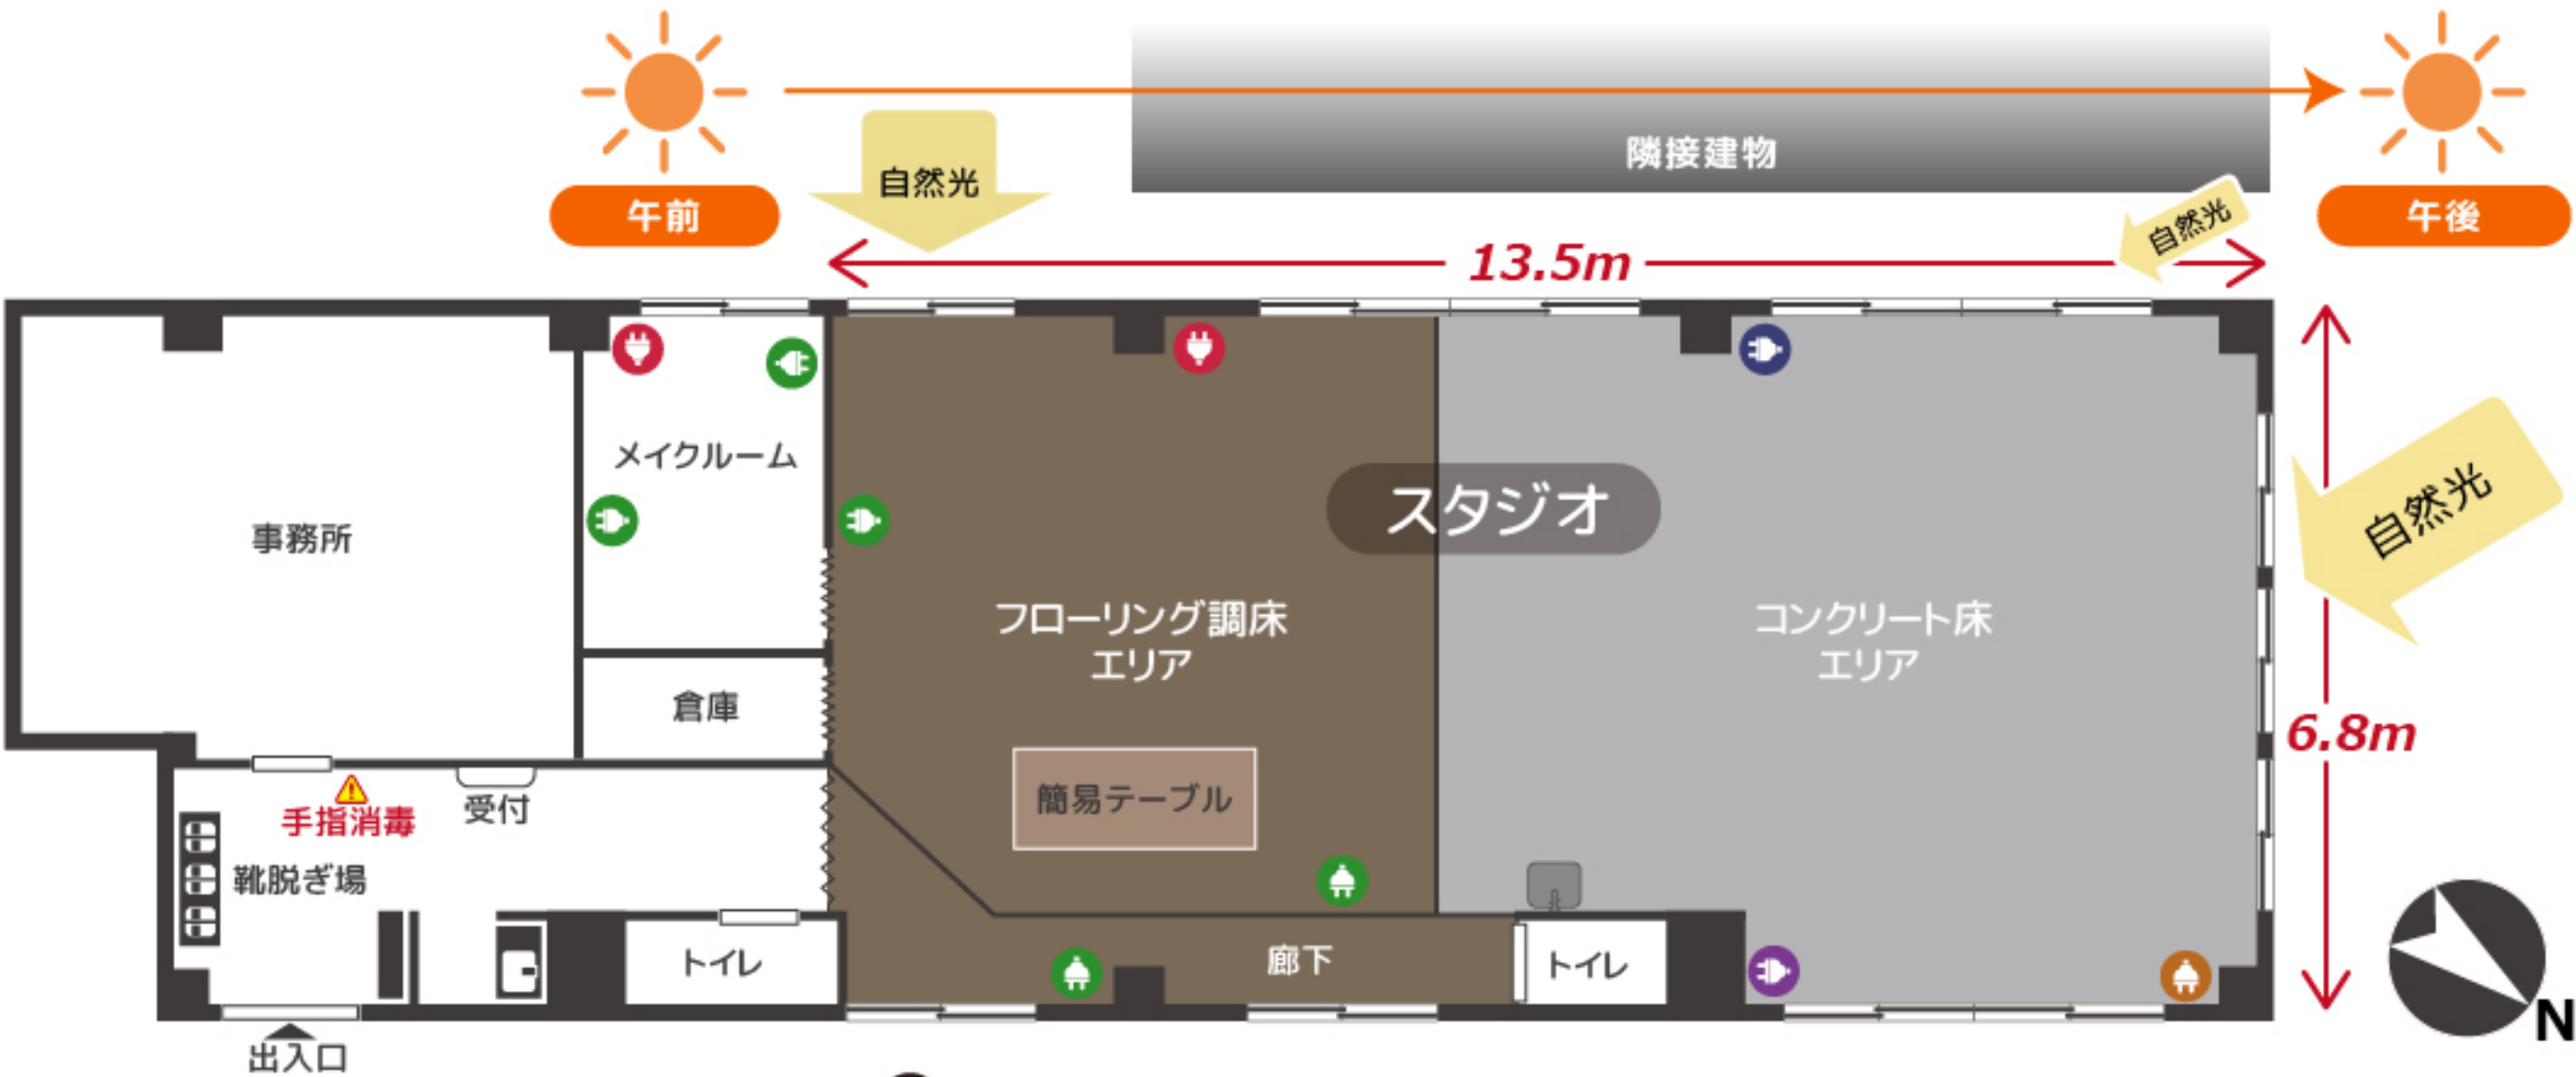 午前
自然光
隣接建物
自然光
午後
13.5m
メイクルーム
スタジオ
自然光
事務所
フローリング調床
エリア
コンクリート床
エリア
倉庫
6.8m
手指消毒
受付
簡易テーブル
靴脱ぎ場
トイレ
廊下
トイレ
N
出入口